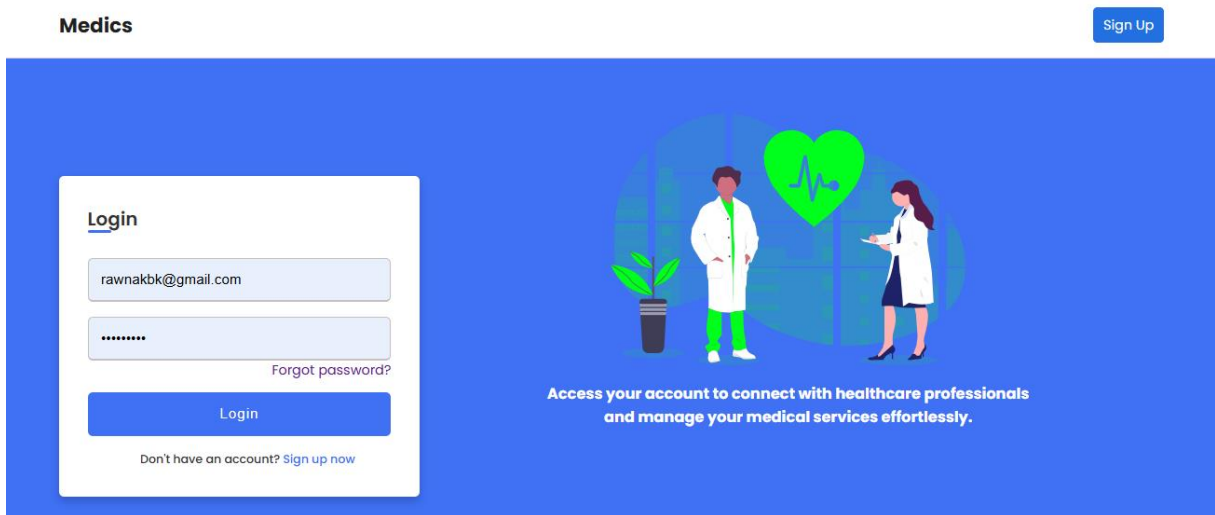 Medics
Sign Up
Login
rawnakbk@gmail.com
•••••••••
Forgot password?
Login
Don't have an account? Sign up now
Access your account to connect with healthcare professionals
and manage your medical services effortlessly.